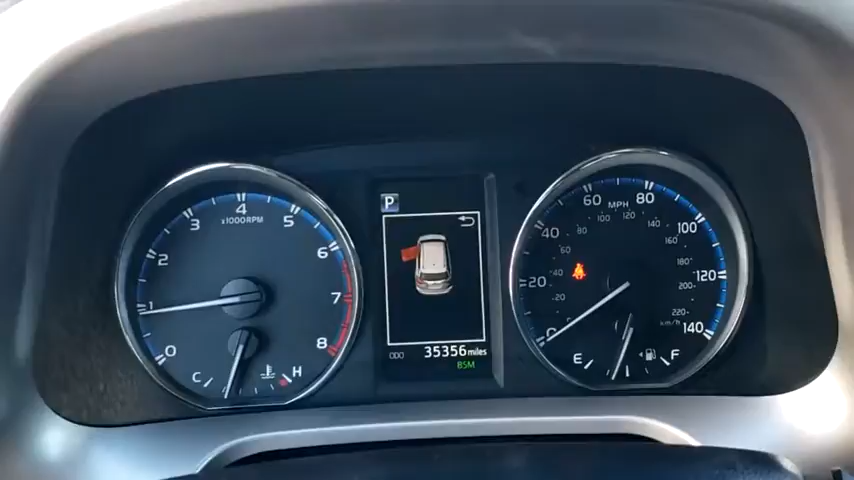 0 1 2 3 4 5 6 7 8
x1000RPM
C H
P
ODO 35356 miles
BSM
0 20 40 60 80 100 120 140
MPH
20 40 60 80 100 120 140 160 180 200 220
km/h
E F